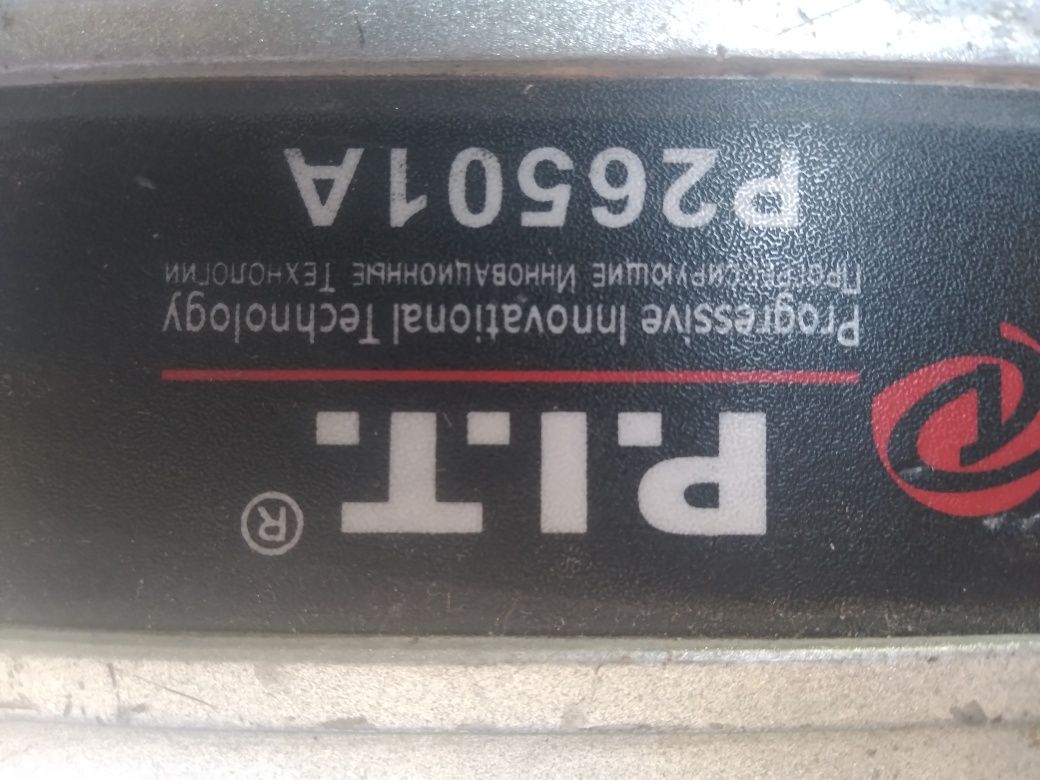 P.I.T.®
Progressive Innovational Technology
Прогрессирующие Инновационные Технологии
P26501A